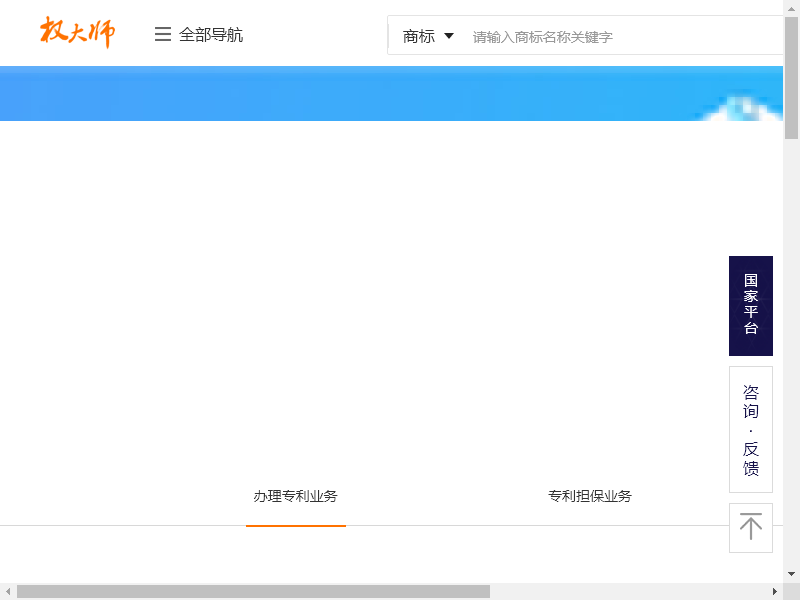 权大师
全部导航
商标
请输入商标名称关键字
国家平台
咨询·反馈
办理专利业务
专利担保业务